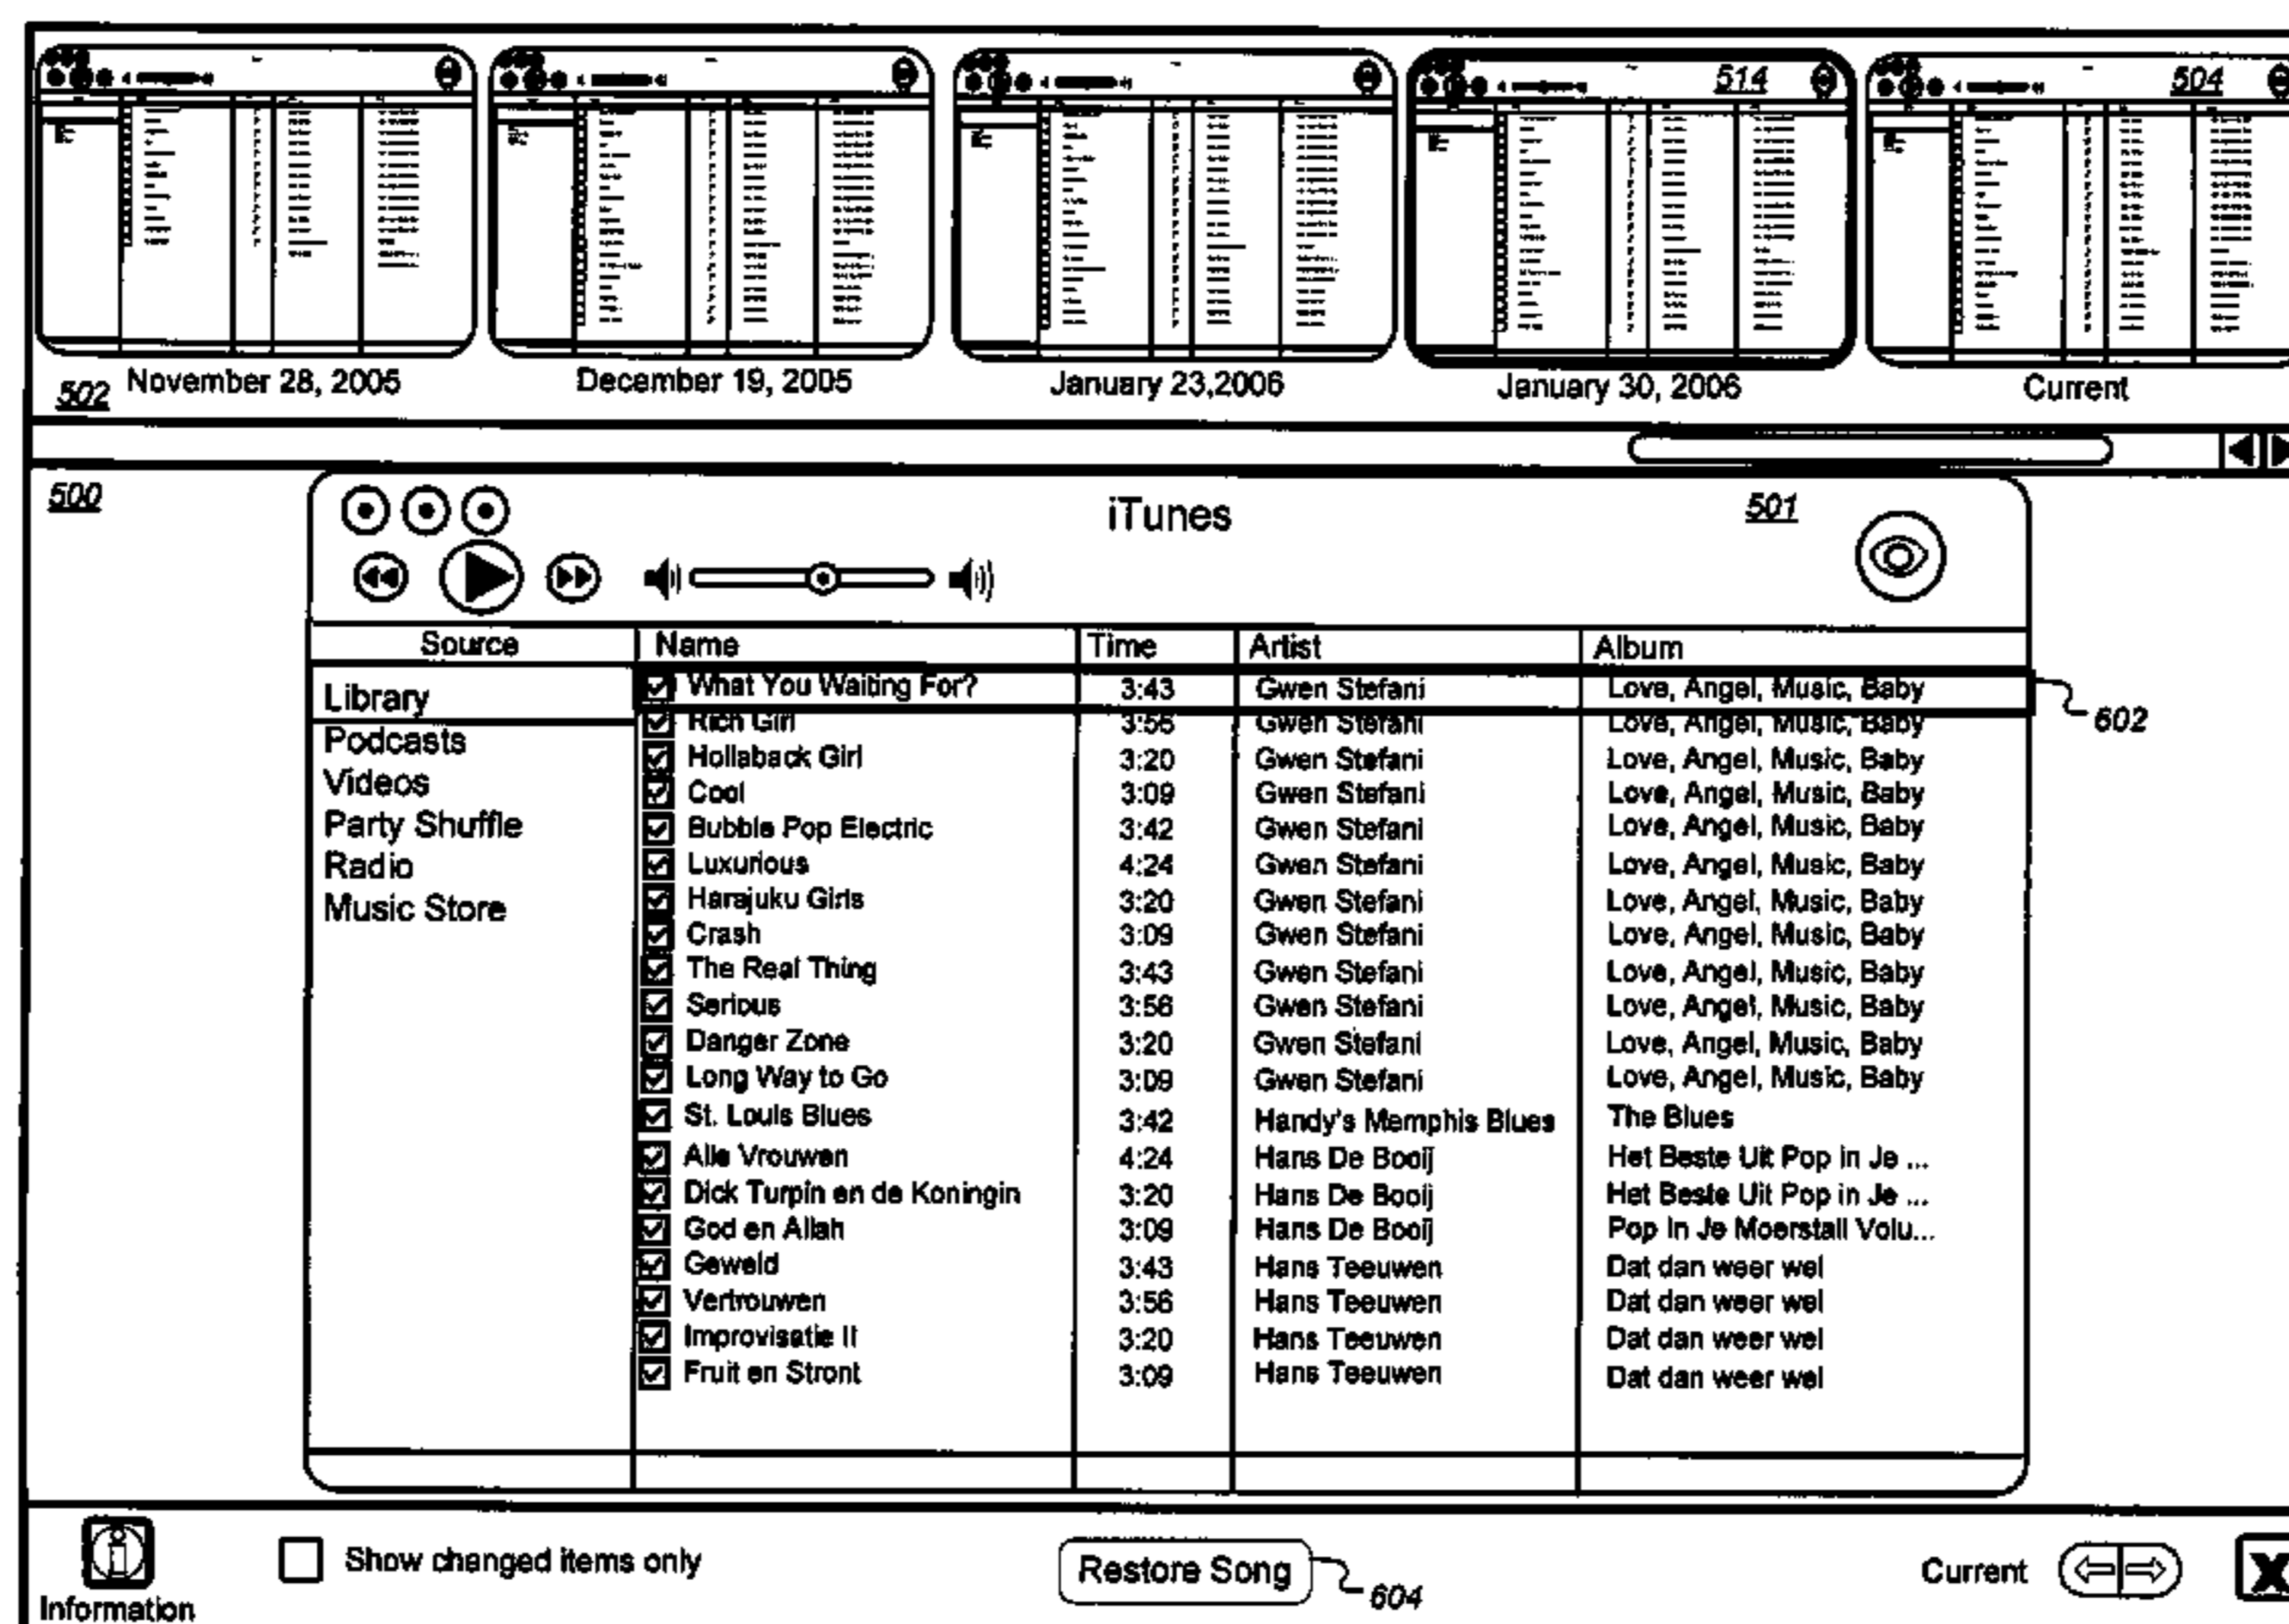 514 504
November 28, 2005 December 19, 2005 January 23,2006 January 30, 2006 Current
502
500 iTunes 501
Source Name Time Artist Album
Library
Podcasts
Videos
Party Shuffle
Radio
Music Store
What You Waiting For? 3:43 Gwen Stefani Love, Angel, Music, Baby
602
Rich Girl 3:56 Gwen Stefani Love, Angel, Music, Baby
Hollaback Girl 3:20 Gwen Stefani Love, Angel, Music, Baby
Cool 3:09 Gwen Stefani Love, Angel, Music, Baby
Bubble Pop Electric 3:42 Gwen Stefani Love, Angel, Music, Baby
Luxurious 4:24 Gwen Stefani Love, Angel, Music, Baby
Harajuku Girls 3:20 Gwen Stefani Love, Angel, Music, Baby
Crash 3:09 Gwen Stefani Love, Angel, Music, Baby
The Real Thing 3:43 Gwen Stefani Love, Angel, Music, Baby
Serious 3:56 Gwen Stefani Love, Angel, Music, Baby
Danger Zone 3:20 Gwen Stefani Love, Angel, Music, Baby
Long Way to Go 3:09 Gwen Stefani Love, Angel, Music, Baby
St. Louis Blues 3:42 Handy's Memphis Blues The Blues
Alle Vrouwen 4:24 Hans De Booij Het Beste Uit Pop in Je ...
Dick Turpin en de Koningin 3:20 Hans De Booij Het Beste Uit Pop in Je ...
God en Allah 3:09 Hans De Booij Pop In Je Moerstall Volu...
Geweld 3:43 Hans Teeuwen Dat dan weer wel
Vertrouwen 3:56 Hans Teeuwen Dat dan weer wel
Improvisatie II 3:20 Hans Teeuwen Dat dan weer wel
Fruit en Stront 3:09 Hans Teeuwen Dat dan weer wel
Show changed items only Restore Song 604 Current X
Information